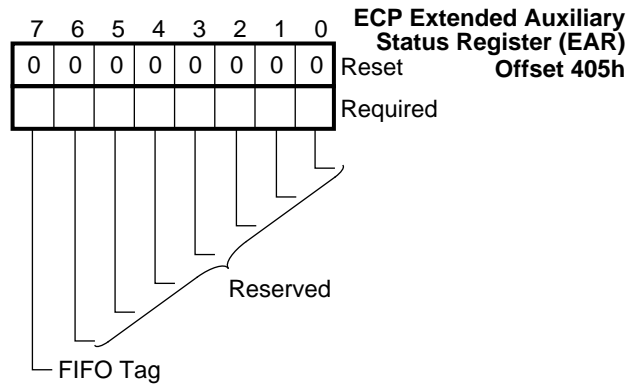 ECP Extended Auxiliary
Status Register (EAR)
Offset 405h
7 6 5 4 3 2 1 0
0 0 0 0 0 0 0 0 Reset
Required
Reserved
FIFO Tag